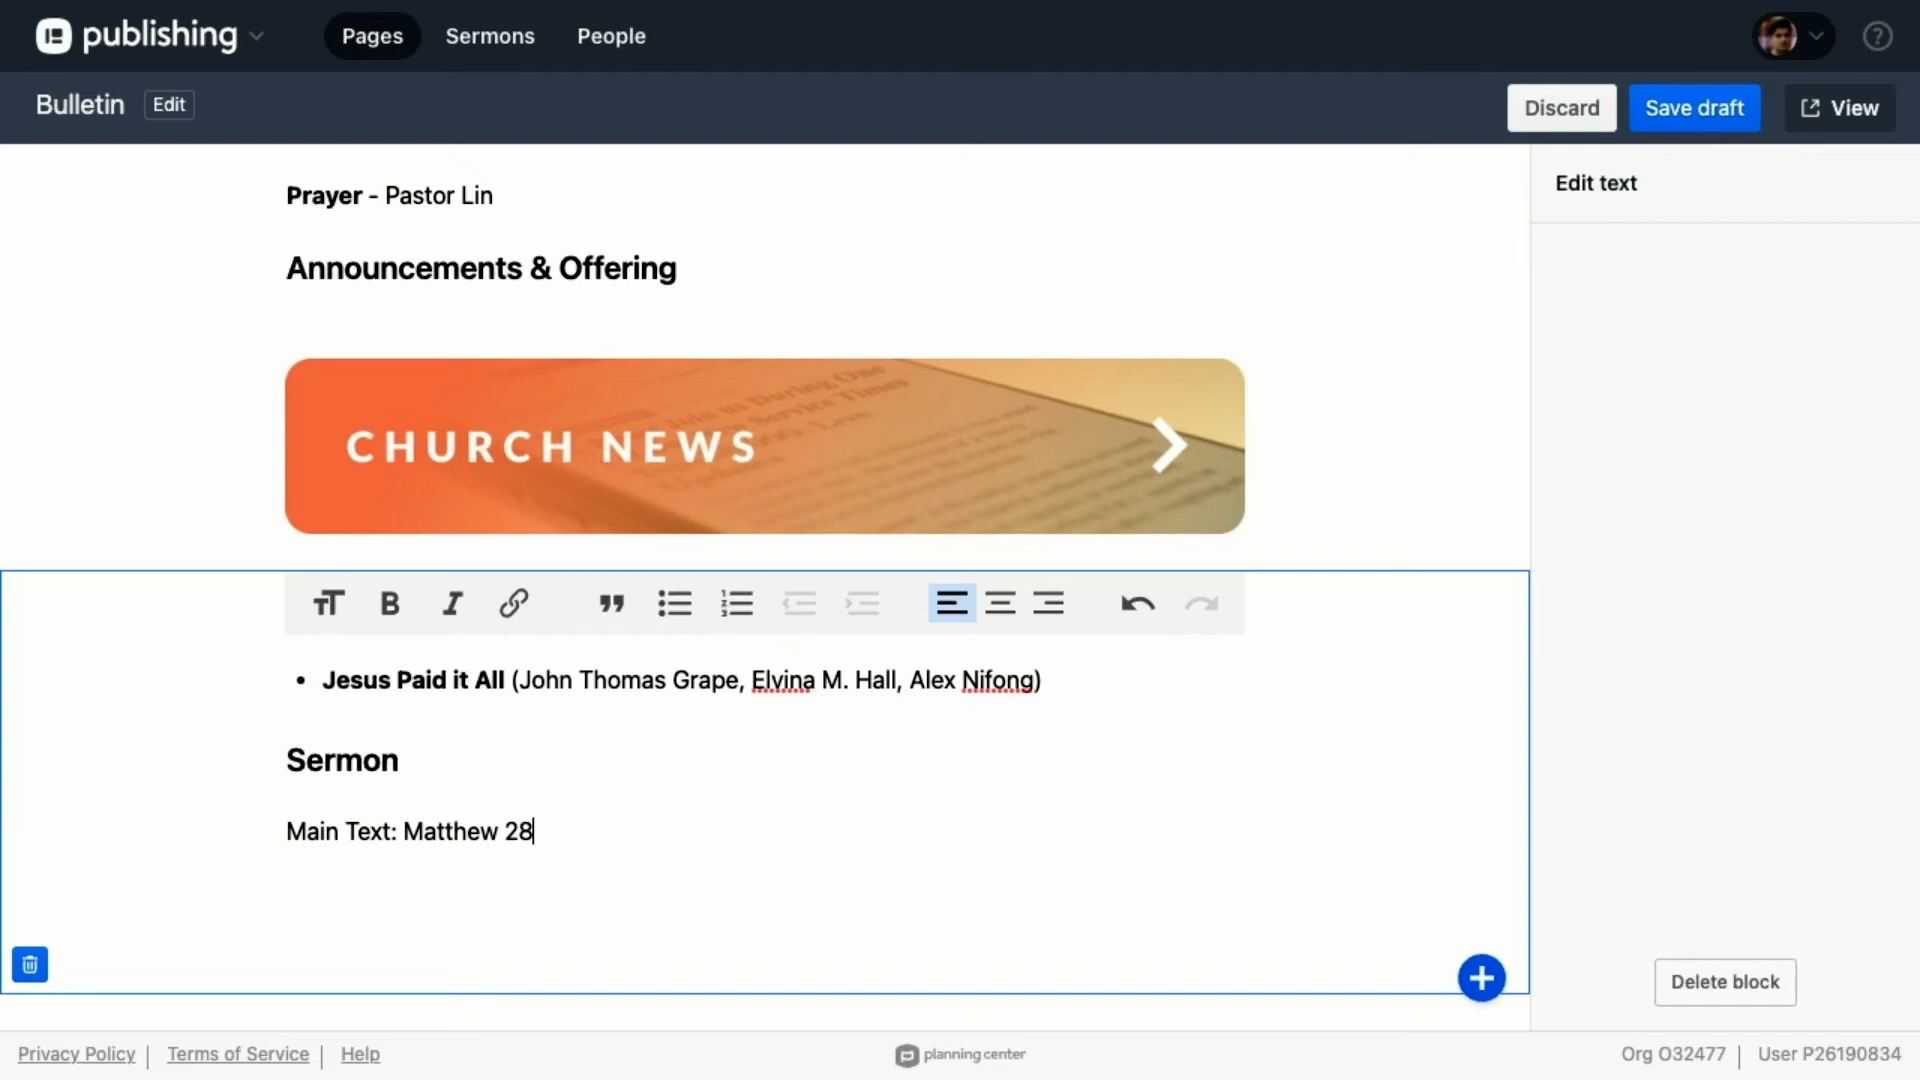 publishing
Pages
Sermons
People
Bulletin
Edit
Discard
Save draft
View
Edit text
Prayer - Pastor Lin
Announcements & Offering
CHURCH NEWS
Jesus Paid it All (John Thomas Grape, Elvina M. Hall, Alex Nifong)
Sermon
Main Text: Matthew 28
Delete block
Privacy Policy | Terms of Service | Help
planning center
Org O32477 | User P26190834